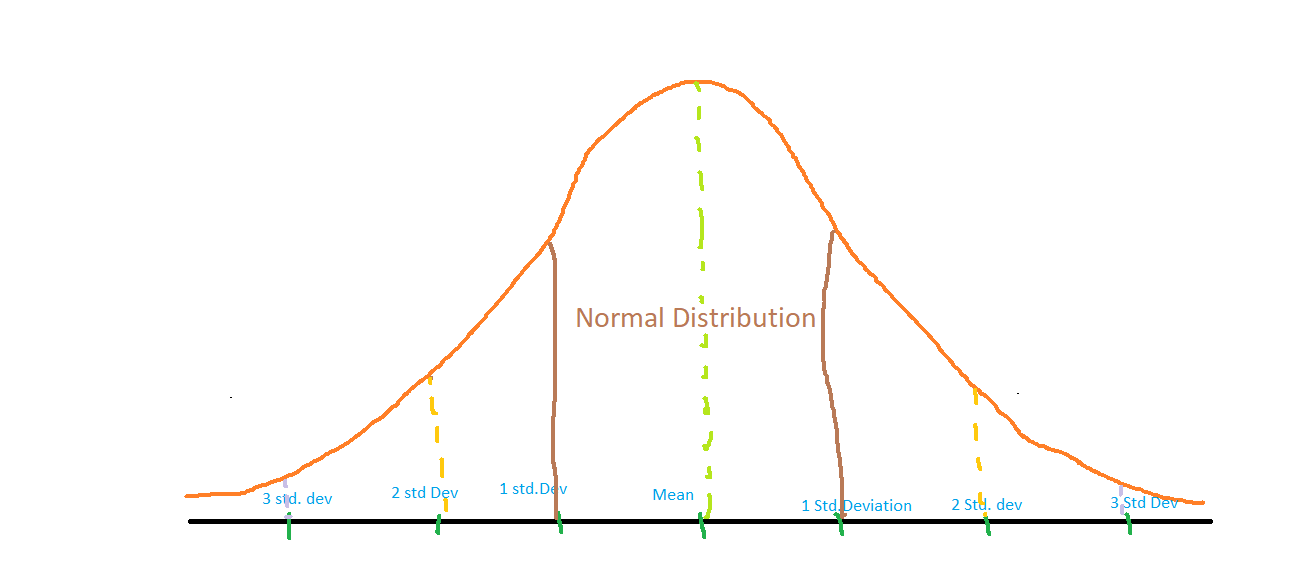 Normal Distribution
3 std. dev
2 std Dev
1 std.Dev
Mean
1 Std.Deviation
2 Std. dev
3 Std Dev